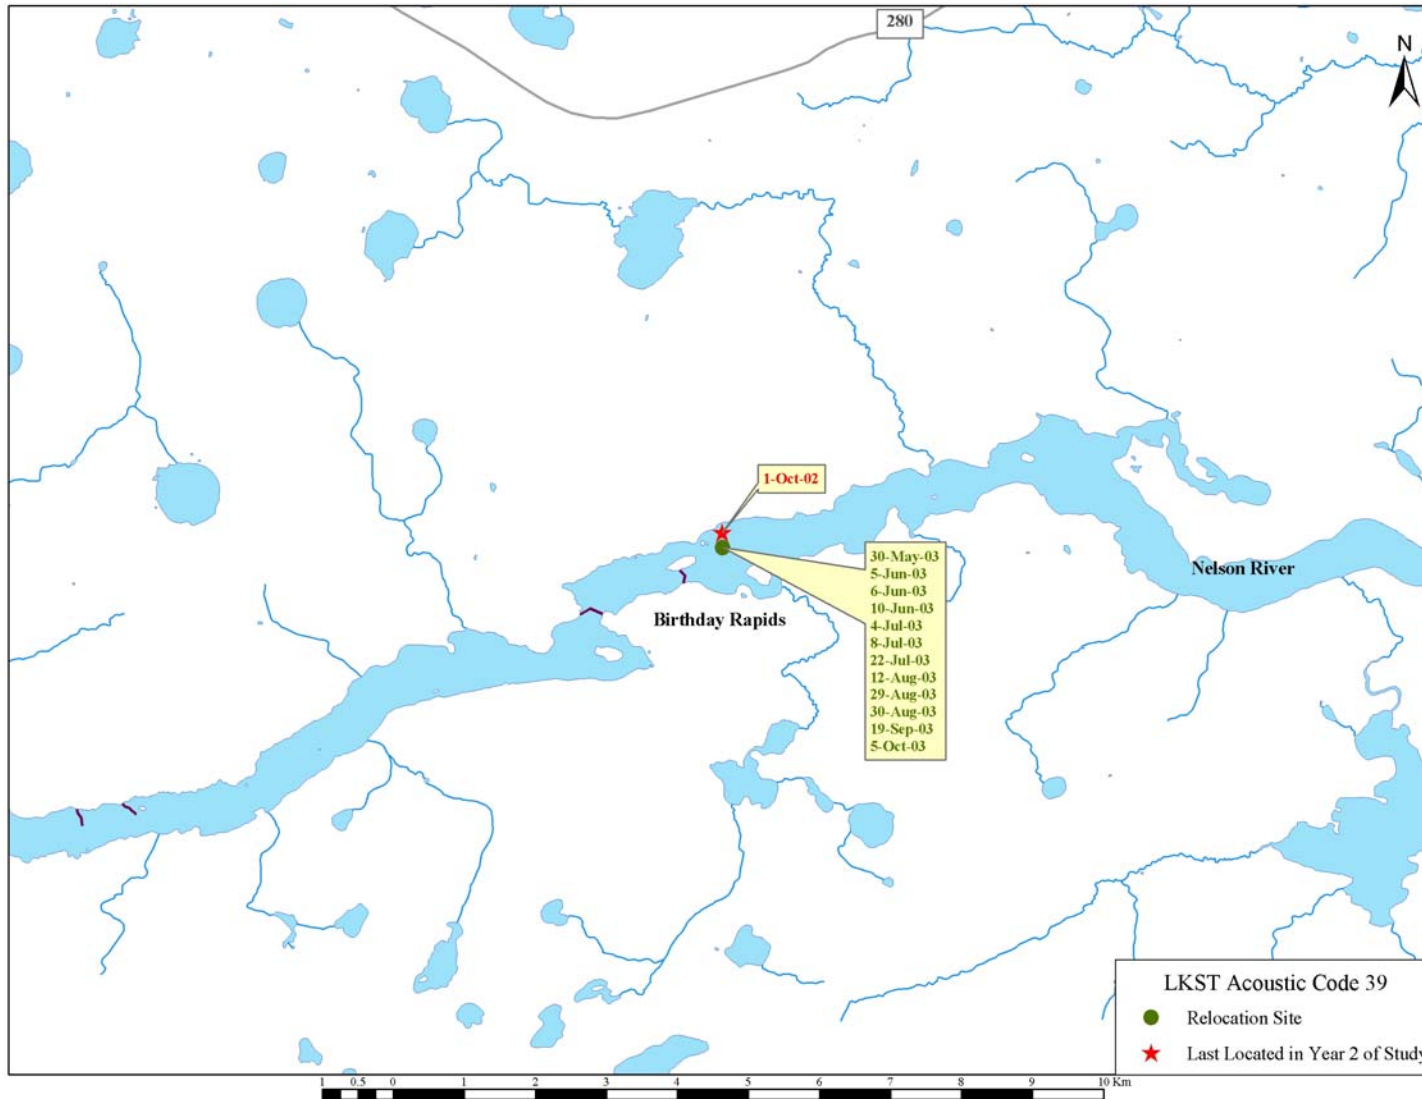 280
N
1-Oct-02
30-May-03
5-Jun-03
6-Jun-03
10-Jun-03
4-Jul-03
8-Jul-03
22-Jul-03
12-Aug-03
29-Aug-03
30-Aug-03
19-Sep-03
5-Oct-03
Nelson River
Birthday Rapids
LKST Acoustic Code 39
Relocation Site
Last Located in Year 2 of Study
1 0.5 0 1 2 3 4 5 6 7 8 9 10 Km